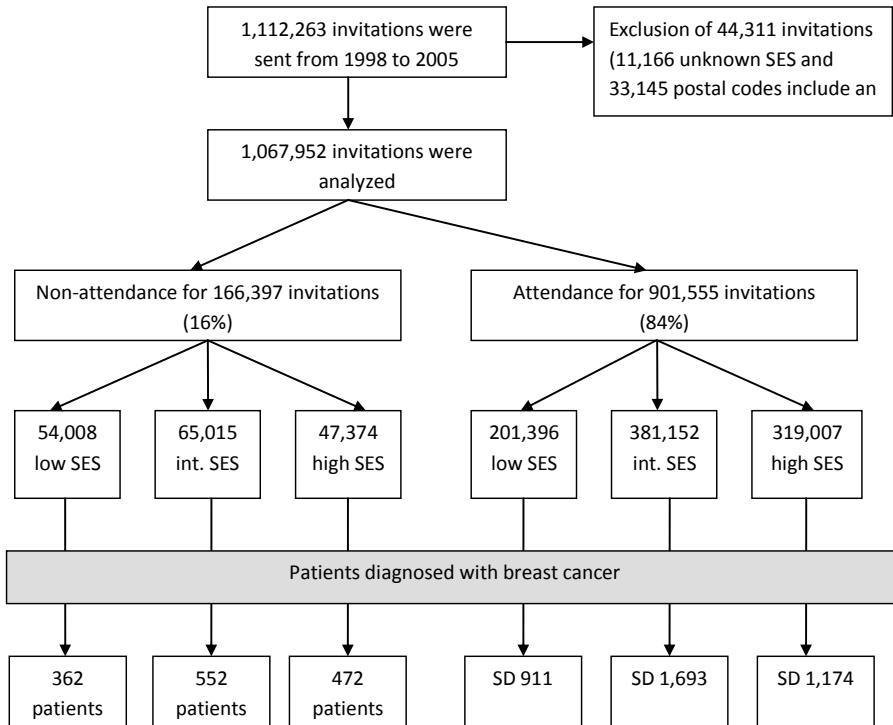 1,112,263 invitations were
sent from 1998 to 2005
Exclusion of 44,311 invitations
(11,166 unknown SES and
33,145 postal codes include an
1,067,952 invitations were
analyzed
Non-attendance for 166,397 invitations
(16%)
Attendance for 901,555 invitations
(84%)
54,008
low SES
65,015
int. SES
47,374
high SES
201,396
low SES
381,152
int. SES
319,007
high SES
Patients diagnosed with breast cancer
362
patients
552
patients
472
patients
SD 911
SD 1,693
SD 1,174